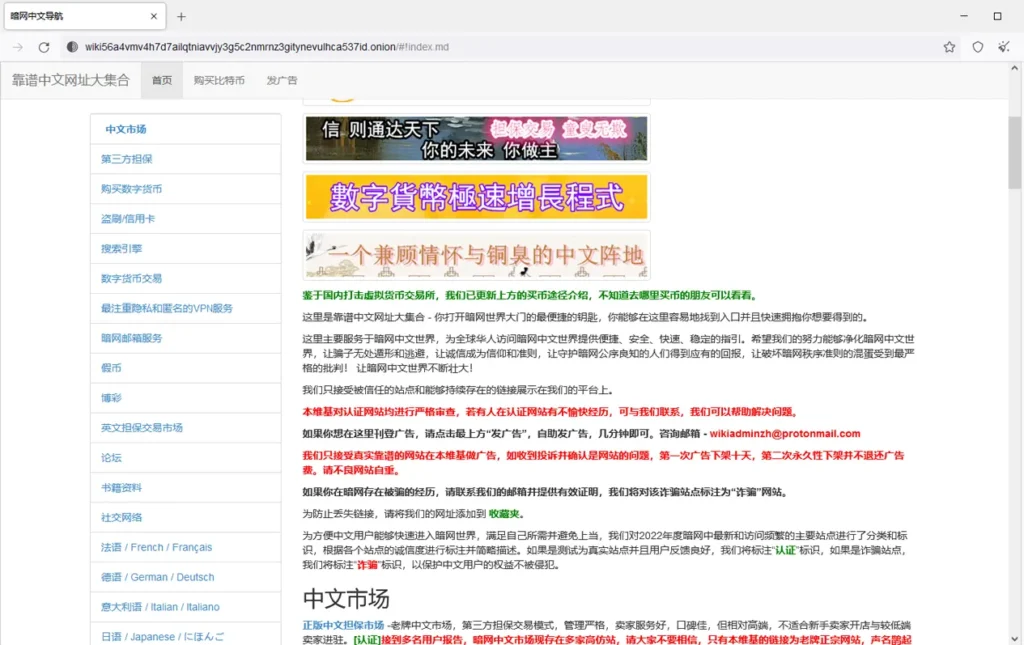 暗网中文导航
wiki56a4vmv4h7d7ailqtniavvjy3g5c2nmrnz3gitynevulhca537id.onion/#!index.md
靠谱中文网址大集合 首页 购买比特币 发广告
中文市场
第三方担保
购买数字货币
盗刷/信用卡
搜索引擎
数字货币交易
最注重隐私和匿名的VPN服务
暗网邮箱服务
假币
博彩
英文担保交易市场
论坛
书籍资料
社交网络
法语 / French / Français
德语 / German / Deutsch
意大利语 / Italian / Italiano
日语 / Japanese / にほんご
信 则通达天下 担保交易 童叟无欺
你的未来 你做主
數字貨幣極速增長程式
一个兼顾情怀与铜臭的中文阵地
鉴于国内打击虚拟货币交易所，我们已更新上方的买币途径介绍，不知道去哪里买币的朋友可以看看。
这里是靠谱中文网址大集合 - 你打开暗网世界大门的最便捷的钥匙，你能够在这里容易地找到入口并且快速拥抱你想要得到的。
这里主要服务于暗网中文世界，为全球华人访问暗网中文世界提供便捷、安全、快速、稳定的指引。希望我们的努力能够净化暗网中文世
界，让骗子无处遁形和逃避，让诚信成为信仰和准则，让守护暗网公序良知的人们得到应有的回报，让破坏暗网秩序准则的混蛋受到最严
格的批判！ 让暗网中文世界不断壮大！
我们只接受被信任的站点和能够持续存在的链接展示在我们的平台上。
本维基对认证网站均进行严格审查，若有人在认证网站有不愉快经历，可与我们联系，我们可以帮助解决问题。
如果你想在这里刊登广告，请点击最上方“发广告”，自助发广告，几分钟即可。咨询邮箱 - wikiadminzh@protonmail.com
我们只接受真实靠谱的网站在本维基做广告，如收到投诉并确认是网站的问题，第一次广告下架十天，第二次永久性下架并不退还广告
费。请不良网站自重。
如果你在暗网存在被骗的经历，请联系我们的邮箱并提供有效证明，我们将对该诈骗站点标注为“诈骗”网站。
为防止丢失链接，请将我们的网址添加到 收藏夹。
为方便中文用户能够快速进入暗网世界，满足自己所需并避免上当，我们对2022年度暗网中最新和访问频繁的主要站点进行了分类和标
识，根据各个站点的诚信度进行标注并简略描述。如果是测试为真实站点并且用户反馈良好，我们将标注“认证”标识，如果是诈骗站点，
我们将标注“诈骗”标识，以保护中文用户的权益不被侵犯。
中文市场
正版中文担保市场 -老牌中文市场，第三方担保交易模式，管理严格，卖家服务好，口碑佳，但相对高端，不适合新手卖家开店与较低端
卖家进驻。[认证]接到多名用户报告，暗网中文市场现存在多家高仿站，请大家不要相信，只有本维基的链接为老牌正宗网站，声名鹊起